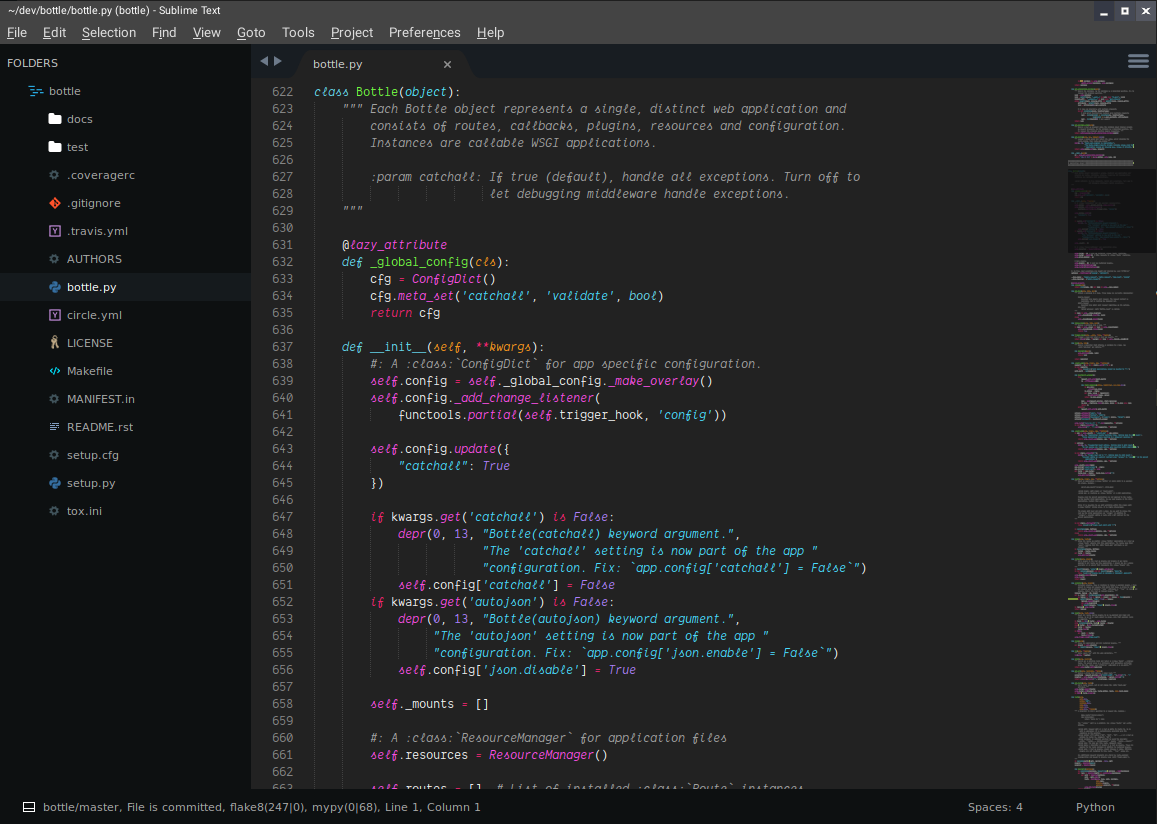 ~/dev/bottle/bottle.py (bottle) - Sublime Text
File Edit Selection Find View Goto Tools Project Preferences Help
FOLDERS
bottle
docs
test
.coveragerc
.gitignore
.travis.yml
AUTHORS
bottle.py
circle.yml
LICENSE
Makefile
MANIFEST.in
README.rst
setup.cfg
setup.py
tox.ini
bottle.py
622 class Bottle(object):
623     """ Each Bottle object represents a single, distinct web application and
624         consists of routes, callbacks, plugins, resources and configuration.
625         Instances are callable WSGI applications.
626
627         :param catchall: If true (default), handle all exceptions. Turn off to
628                          let debugging middleware handle exceptions.
629     """
630
631     @lazy_attribute
632     def _global_config(cls):
633         cfg = ConfigDict()
634         cfg.meta_set('catchall', 'validate', bool)
635         return cfg
636
637     def __init__(self, **kwargs):
638         #: A :class:`ConfigDict` for app specific configuration.
639         self.config = self._global_config._make_overlay()
640         self.config._add_change_listener(
641             functools.partial(self.trigger_hook, 'config'))
642
643         self.config.update({
644             "catchall": True
645         })
646
647         if kwargs.get('catchall') is False:
648             depr(0, 13, "Bottle(catchall) keyword argument.",
649                         "The 'catchall' setting is now part of the app "
650                         "configuration. Fix: `app.config['catchall'] = False`")
651             self.config['catchall'] = False
652         if kwargs.get('autojson') is False:
653             depr(0, 13, "Bottle(autojson) keyword argument.",
654                  "The 'autojson' setting is now part of the app "
655                  "configuration. Fix: `app.config['json.enable'] = False`")
656             self.config['json.disable'] = True
657
658         self._mounts = []
659
660         #: A :class:`ResourceManager` for application files
661         self.resources = ResourceManager()
662
663         self.routes = []  # List of installed :class:`Route` instances
bottle/master, File is committed, flake8(247|0), mypy(0|68), Line 1, Column 1
Spaces: 4
Python